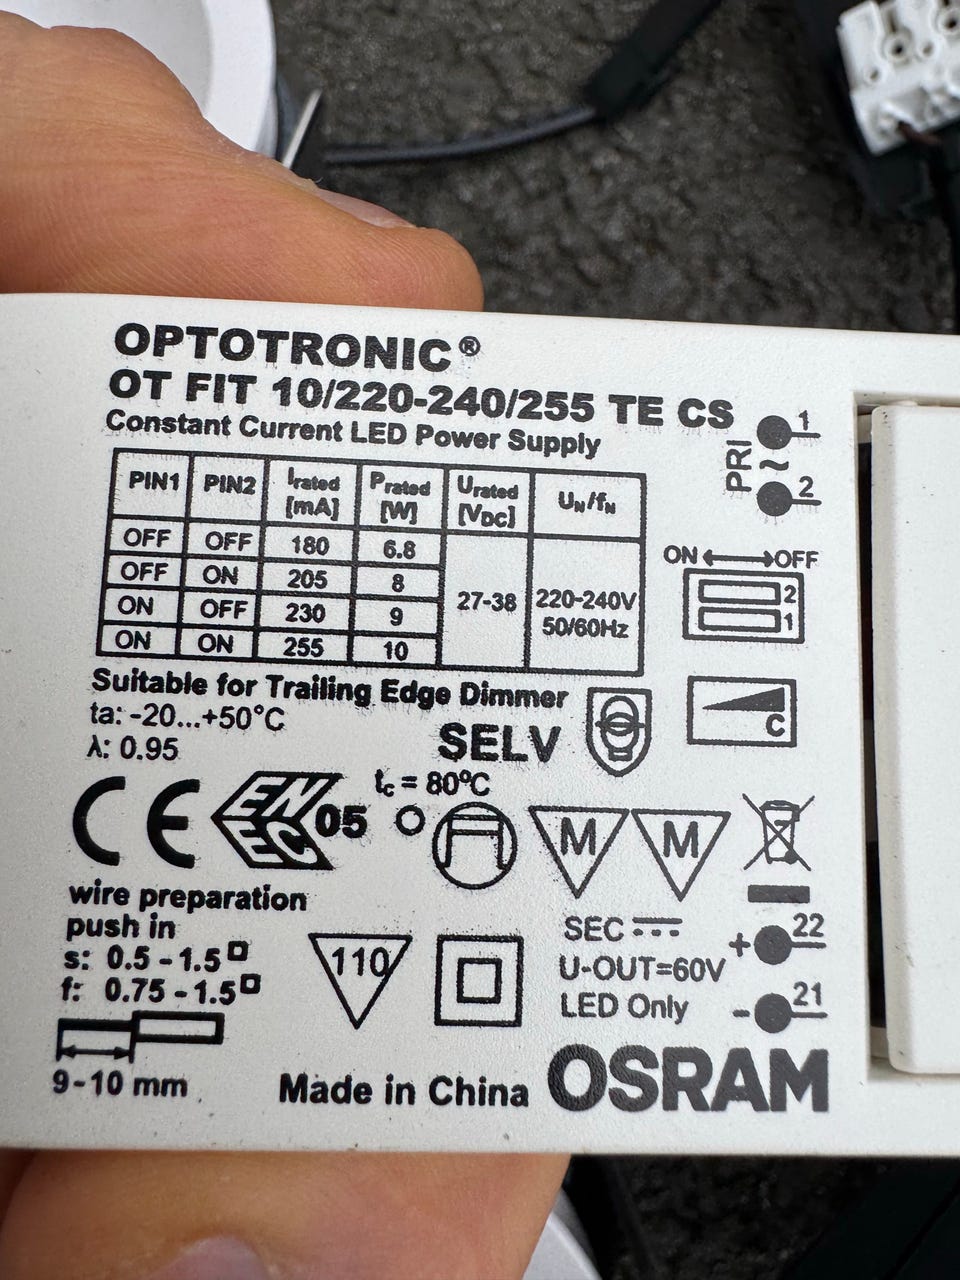 OPTOTRONIC®
OT FIT 10/220-240/255 TE CS
Constant Current LED Power Supply
PIN1 PIN2 Irated [mA] Prated [W] Urated [VDC] UN/fN
OFF OFF 180 6.8
OFF ON 205 8
ON OFF 230 9
ON ON 255 10
27-38
220-240V
50/60Hz
PRI ~
1
2
ON ⟷ OFF
2
1
Suitable for Trailing Edge Dimmer
ta: -20...+50°C
λ: 0.95
SELV
C
tc = 80ºC
CE
EN
EC
05
M
M
wire preparation
push in
s: 0.5 - 1.5
f: 0.75 - 1.5
9-10 mm
110
SEC
U-OUT=60V
LED Only
+ 22
- 21
Made in China
OSRAM